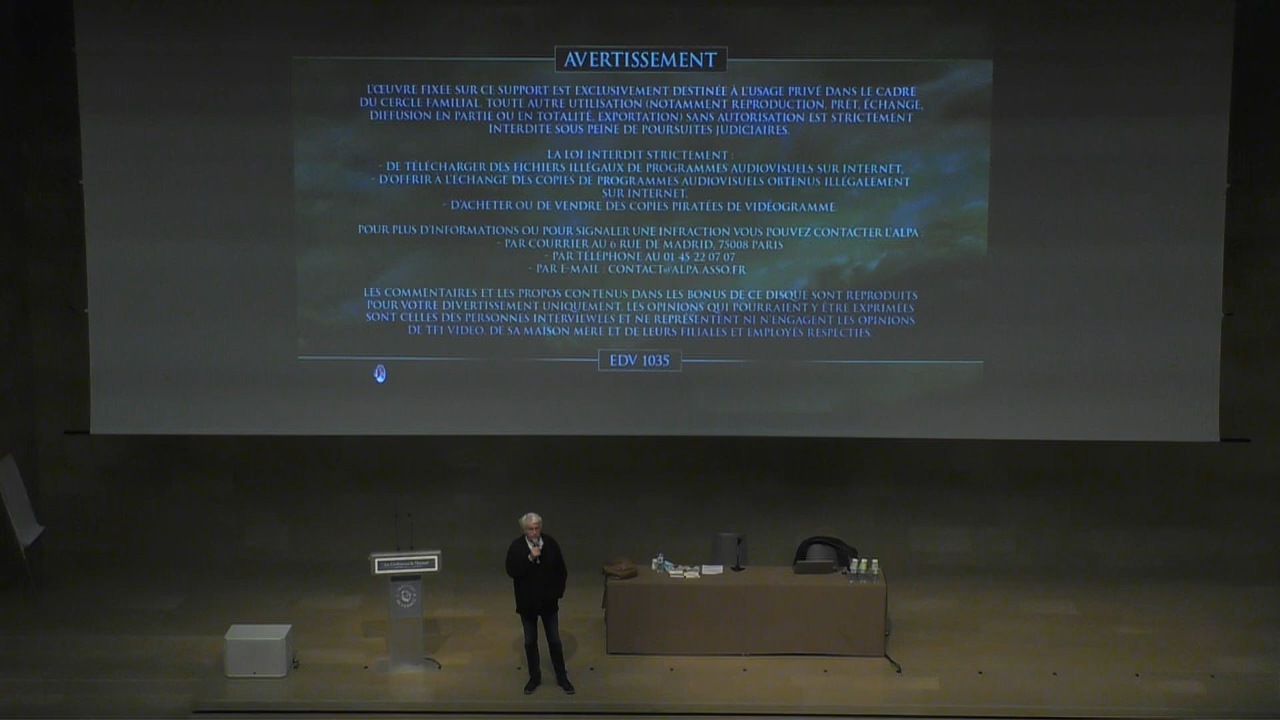 AVERTISSEMENT
L'ŒUVRE FIXÉE SUR CE SUPPORT EST EXCLUSIVEMENT DESTINÉE À L'USAGE PRIVÉ DANS LE CADRE
DU CERCLE FAMILIAL. TOUTE AUTRE UTILISATION (NOTAMMENT REPRODUCTION, PRÊT, ÉCHANGE,
DIFFUSION EN PARTIE OU EN TOTALITÉ, EXPORTATION) SANS AUTORISATION EST STRICTEMENT
INTERDITE SOUS PEINE DE POURSUITES JUDICIAIRES.
LA LOI INTERDIT STRICTEMENT :
- DE TÉLÉCHARGER DES FICHIERS ILLÉGAUX DE PROGRAMMES AUDIOVISUELS SUR INTERNET,
- D'OFFRIR À L'ÉCHANGE DES COPIES DE PROGRAMMES AUDIOVISUELS OBTENUS ILLÉGALEMENT
SUR INTERNET,
- D'ACHETER OU DE VENDRE DES COPIES PIRATÉES DE VIDÉOGRAMME.
POUR PLUS D'INFORMATIONS OU POUR SIGNALER UNE INFRACTION VOUS POUVEZ CONTACTER L'ALPA :
- PAR COURRIER AU 6 RUE DE MADRID, 75008 PARIS
- PAR TÉLÉPHONE AU 01 45 22 07 07
- PAR E-MAIL : CONTACT@ALPA.ASSO.FR
LES COMMENTAIRES ET LES PROPOS CONTENUS DANS LES BONUS DE CE DISQUE SONT REPRODUITS
POUR VOTRE DIVERTISSEMENT UNIQUEMENT. LES OPINIONS QUI POURRAIENT Y ÊTRE EXPRIMÉES
SONT CELLES DES PERSONNES INTERVIEWÉES ET NE REPRÉSENTENT NI N'ENGAGENT LES OPINIONS
DE TF1 VIDEO, DE SA MAISON MÈRE ET DE LEURS FILIALES ET EMPLOYÉS RESPECTIFS.
EDV 1035